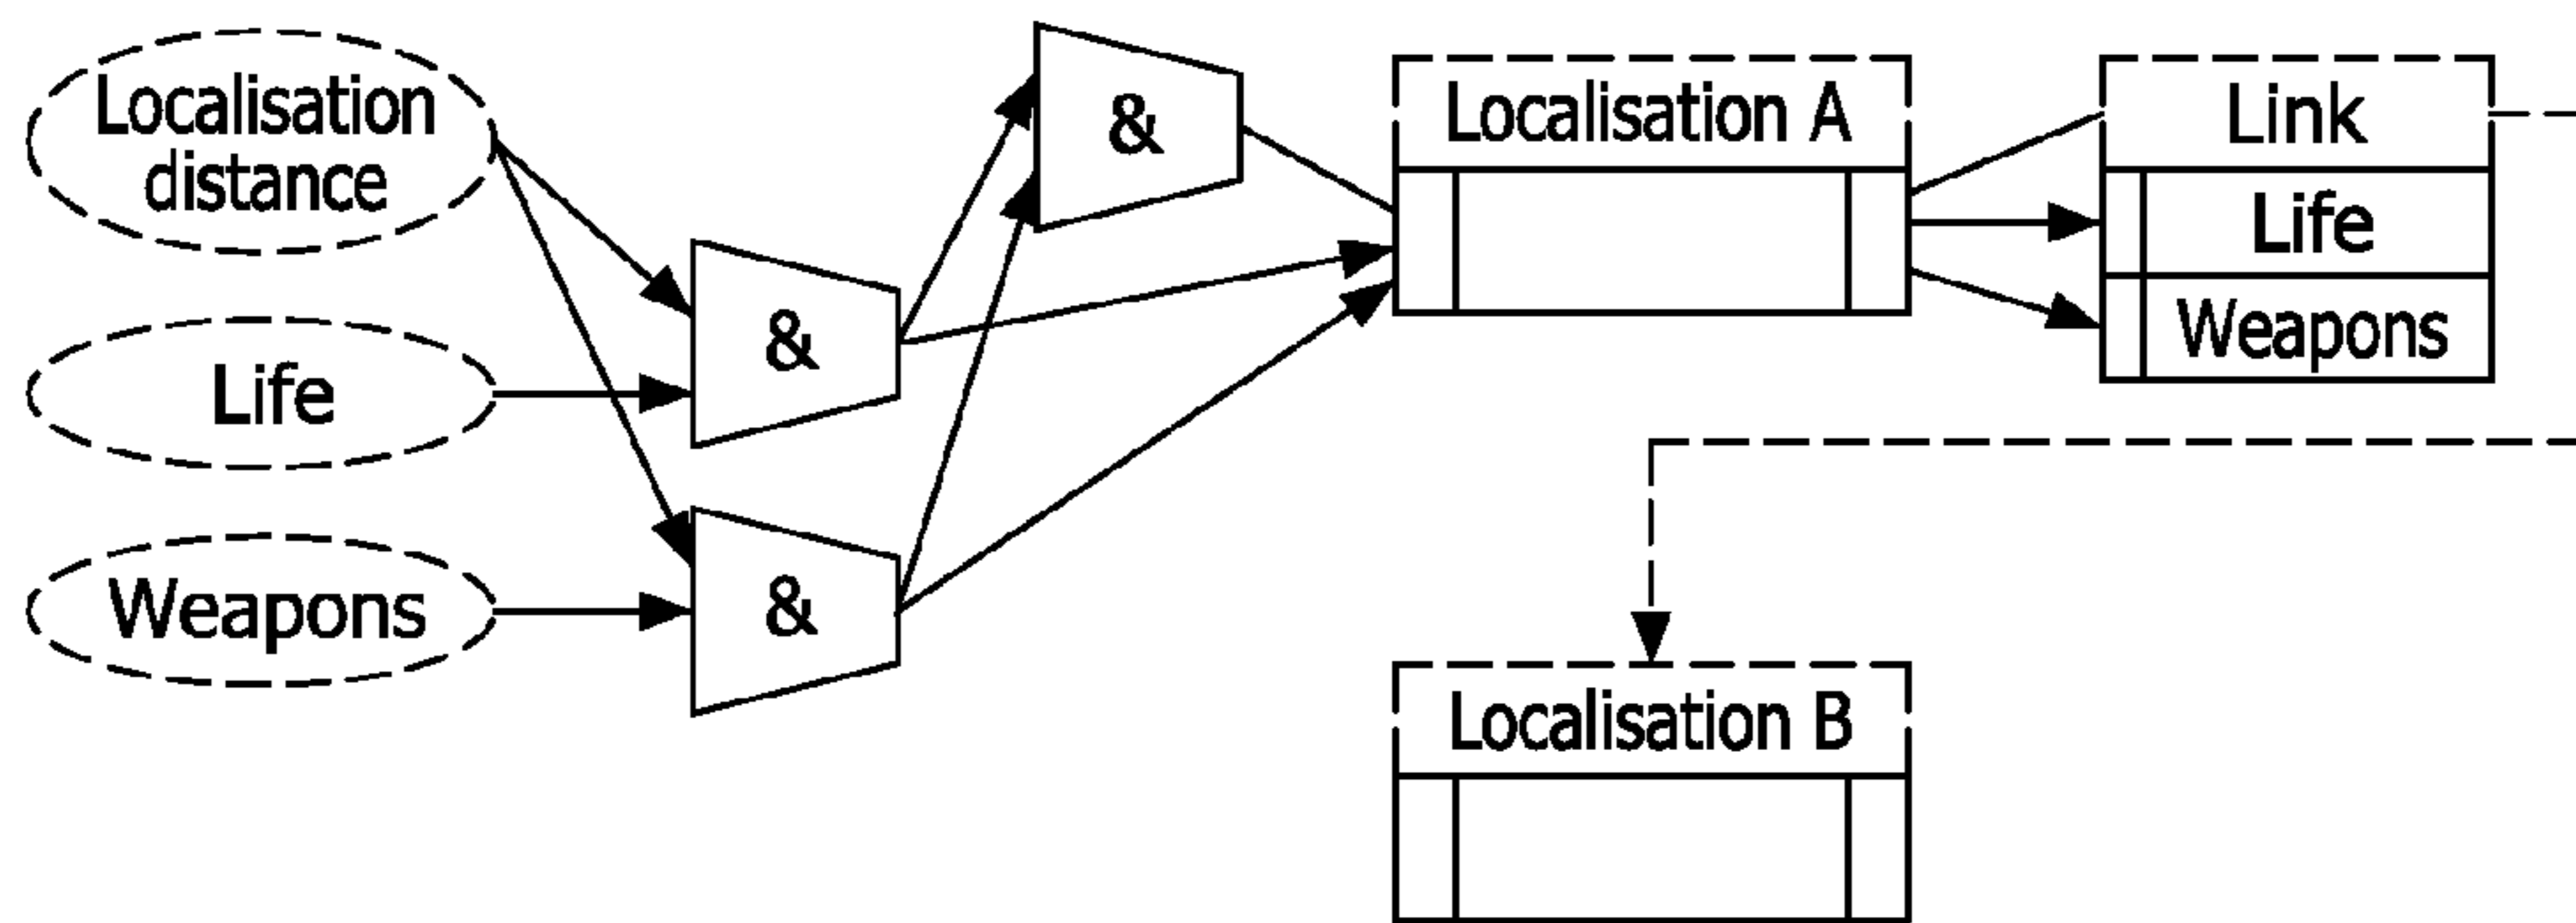 Localisation
distance
Life
Weapons
&
&
&
Localisation A
Link
Life
Weapons
Localisation B